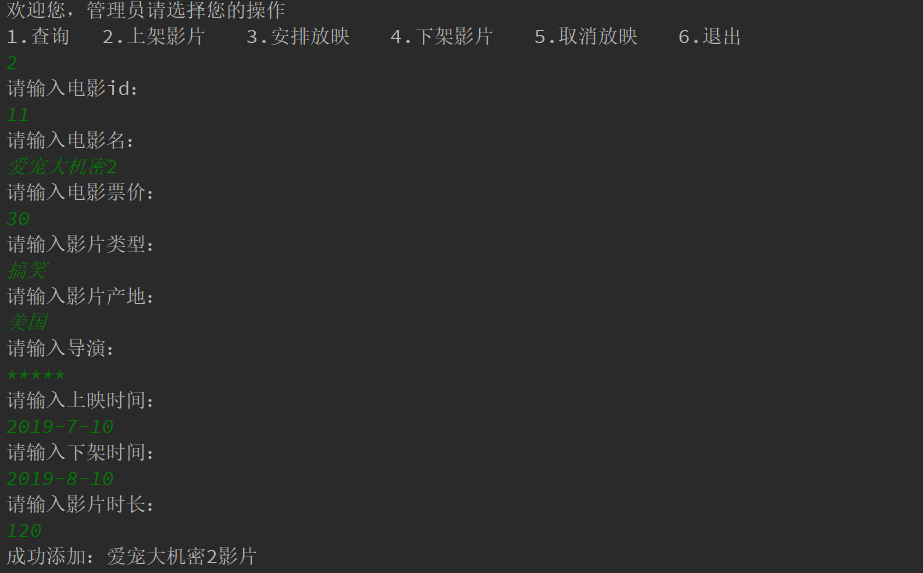 欢迎您，管理员请选择您的操作
1.查询 2.上架影片 3.安排放映 4.下架影片 5.取消放映 6.退出
2
请输入电影id：
11
请输入电影名：
爱宠大机密2
请输入电影票价：
30
请输入影片类型：
搞笑
请输入影片产地：
美国
请输入导演：
*****
请输入上映时间：
2019-7-10
请输入下架时间：
2019-8-10
请输入影片时长：
120
成功添加：爱宠大机密2影片